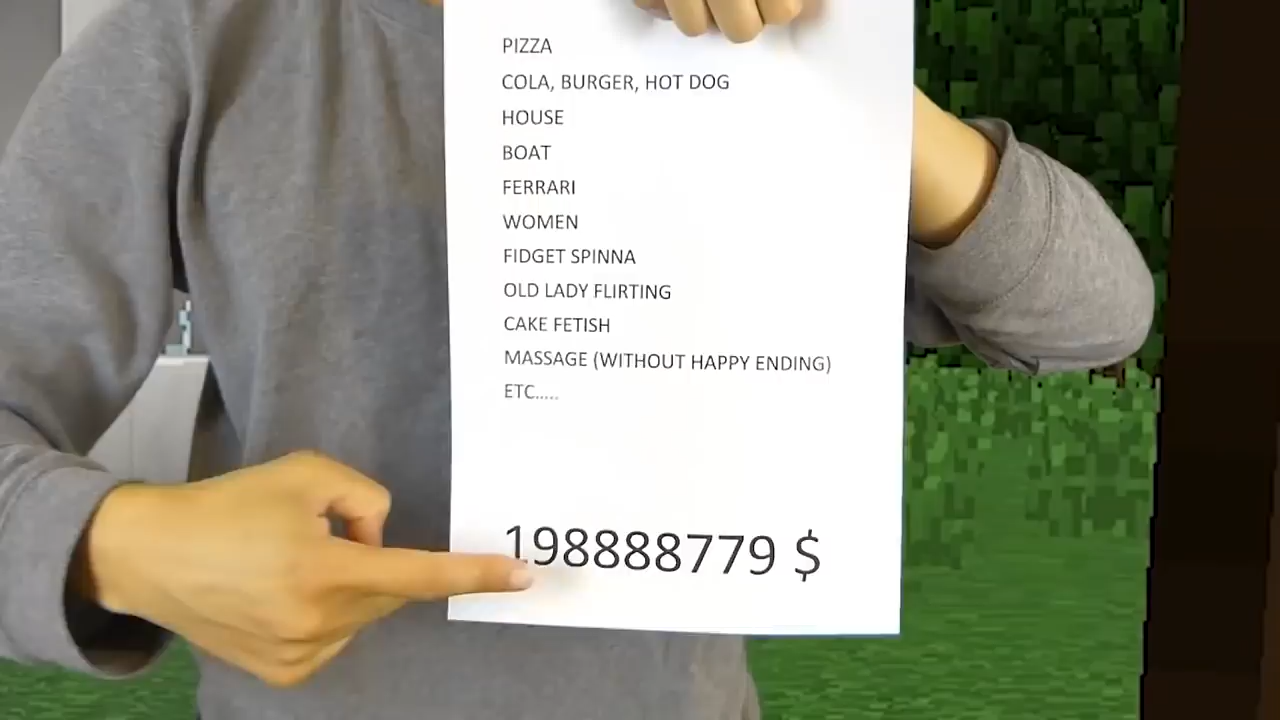 PIZZA
COLA, BURGER, HOT DOG
HOUSE
BOAT
FERRARI
WOMEN
FIDGET SPINNA
OLD LADY FLIRTING
CAKE FETISH
MASSAGE (WITHOUT HAPPY ENDING)
ETC.....
198888779 $